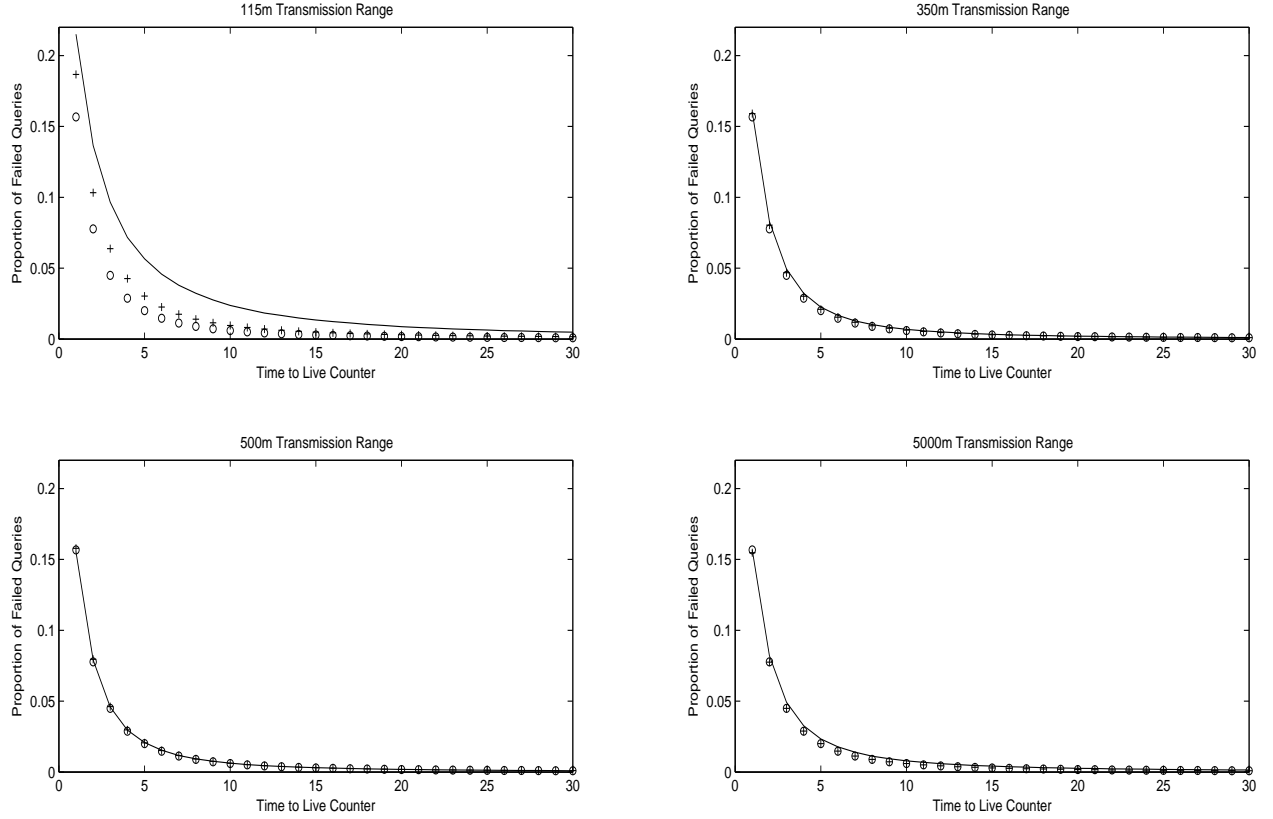 115m Transmission Range
0.2
0.15
0.1
0.05
0
Proportion of Failed Queries
0 5 10 15 20 25 30
Time to Live Counter
350m Transmission Range
0.2
0.15
0.1
0.05
0
Proportion of Failed Queries
0 5 10 15 20 25 30
Time to Live Counter
500m Transmission Range
0.2
0.15
0.1
0.05
0
Proportion of Failed Queries
0 5 10 15 20 25 30
Time to Live Counter
5000m Transmission Range
0.2
0.15
0.1
0.05
0
Proportion of Failed Queries
0 5 10 15 20 25 30
Time to Live Counter